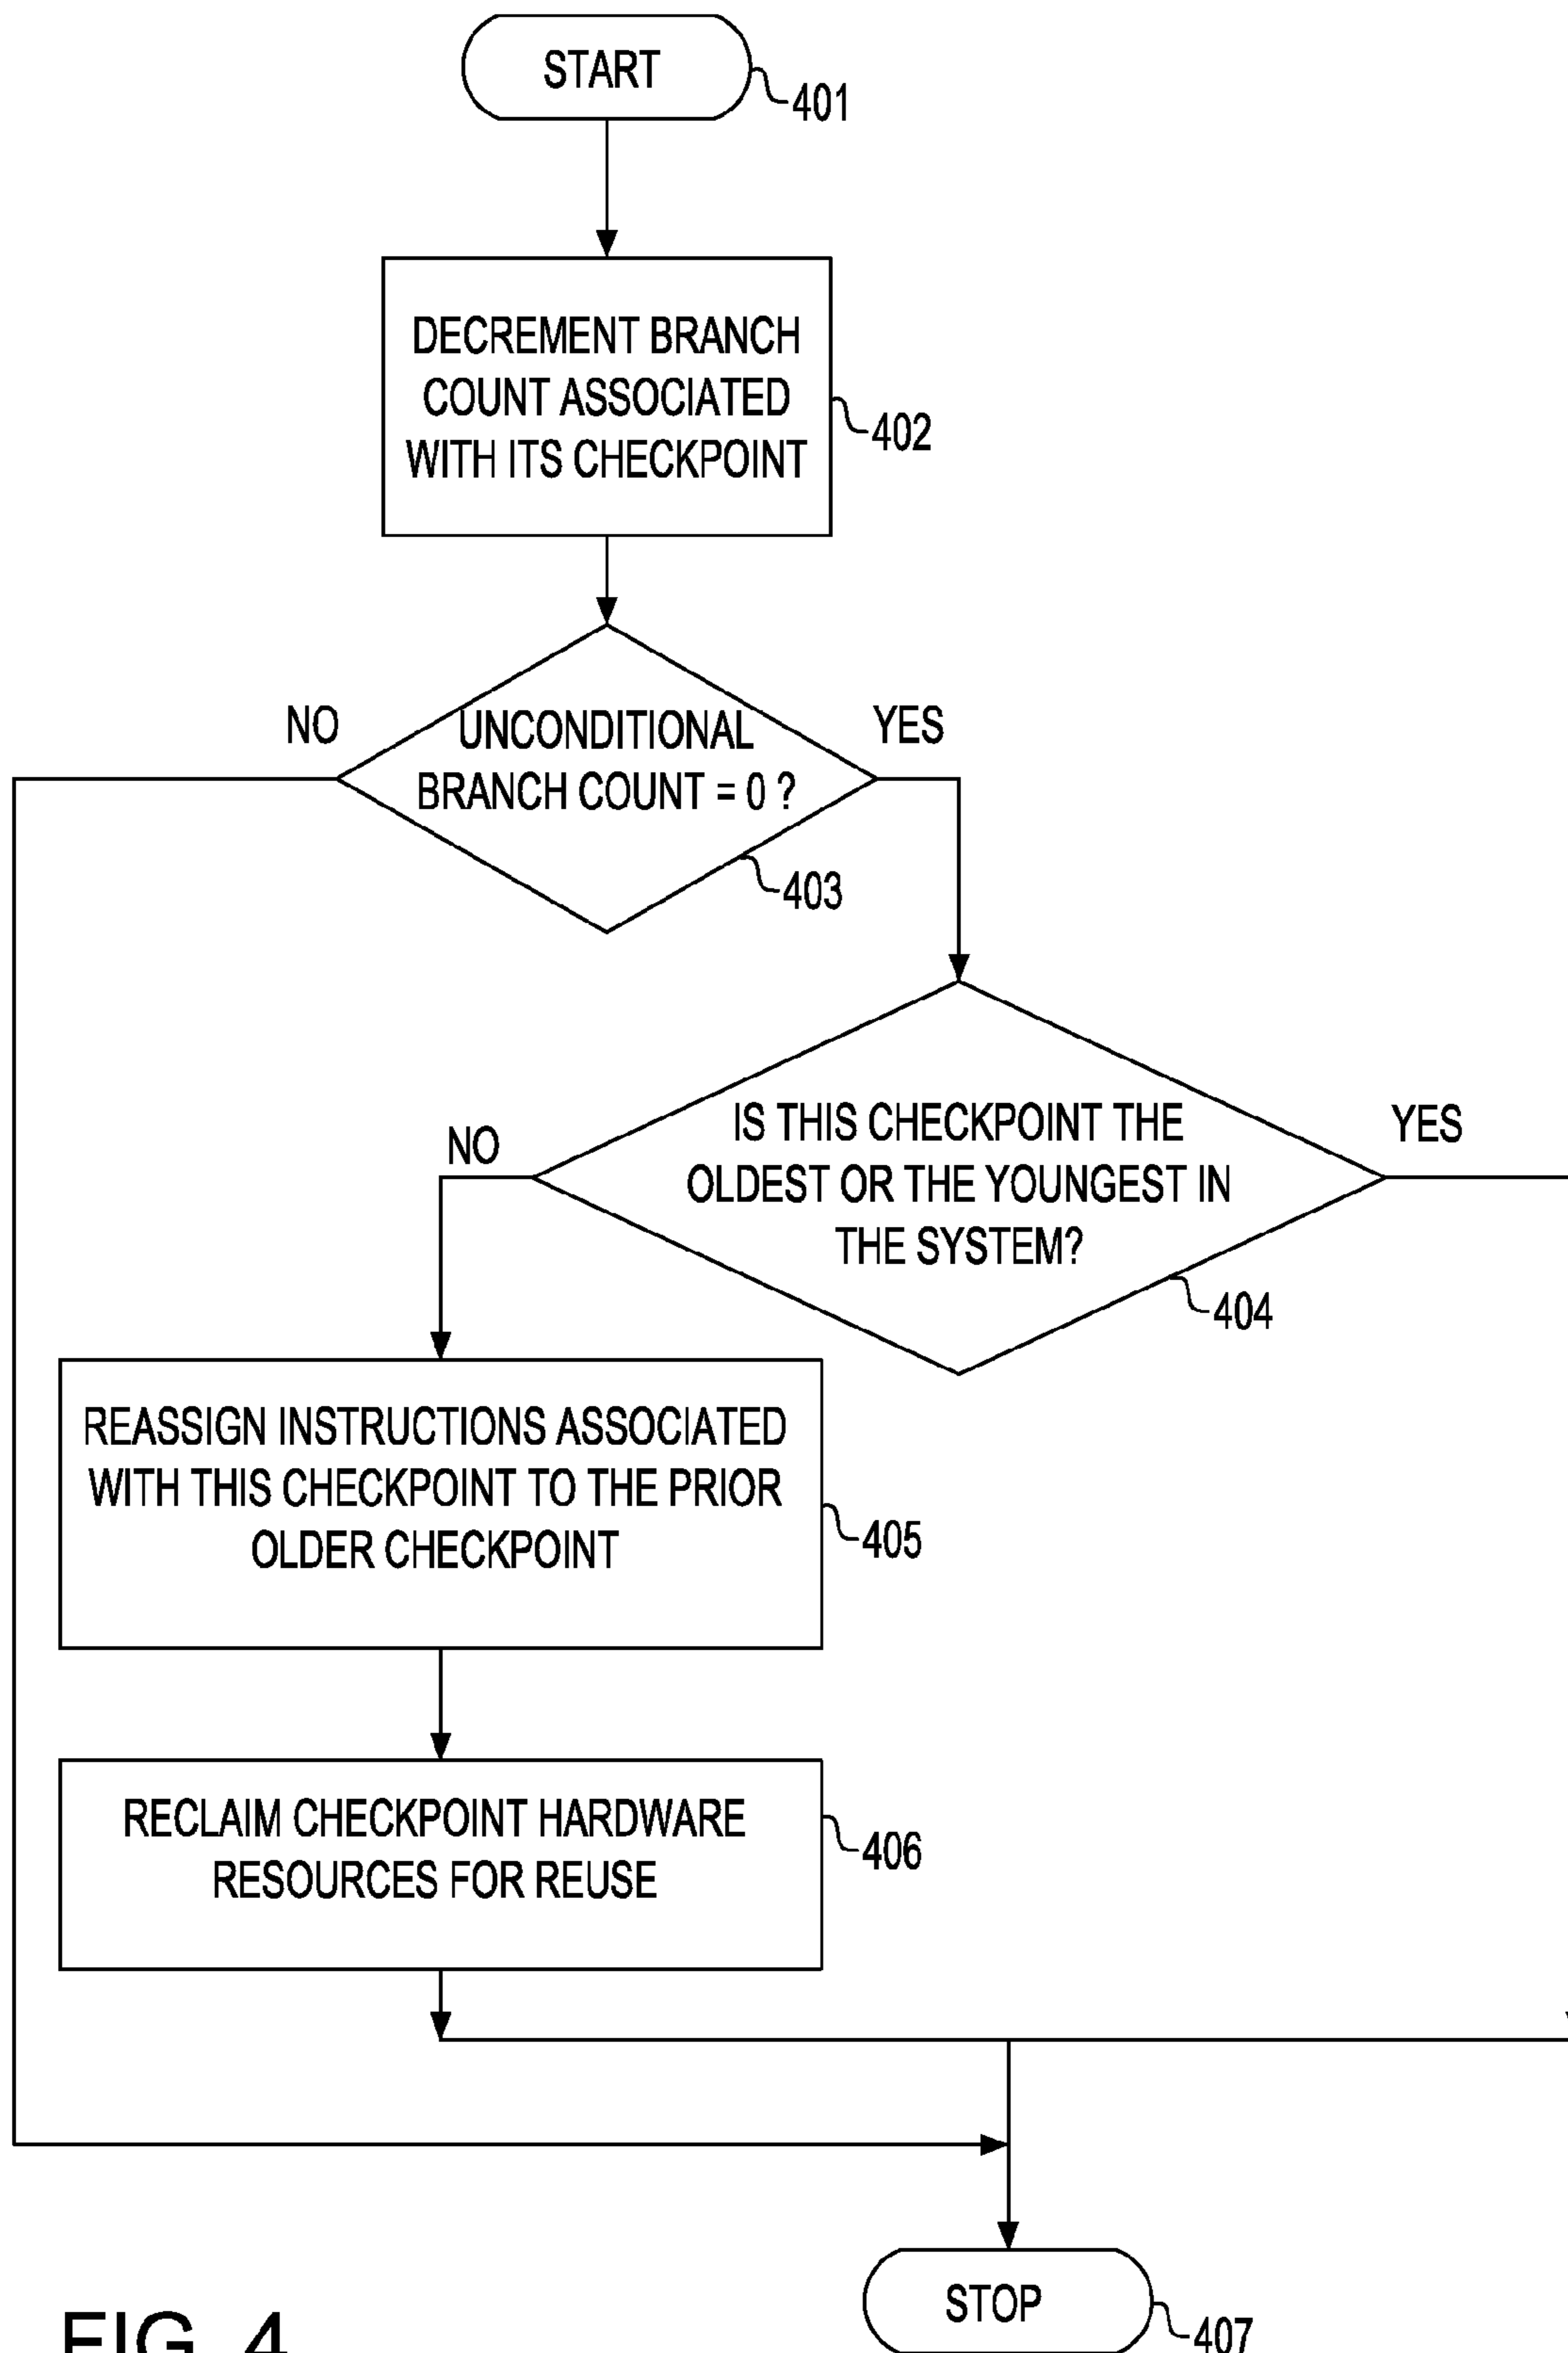 START
401
DECREMENT BRANCH
COUNT ASSOCIATED
WITH ITS CHECKPOINT
402
NO
YES
UNCONDITIONAL
BRANCH COUNT = 0 ?
403
IS THIS CHECKPOINT THE
OLDEST OR THE YOUNGEST IN
THE SYSTEM?
YES
NO
404
REASSIGN INSTRUCTIONS ASSOCIATED
WITH THIS CHECKPOINT TO THE PRIOR
OLDER CHECKPOINT
405
RECLAIM CHECKPOINT HARDWARE
RESOURCES FOR REUSE
406
STOP
407
FIG. 4